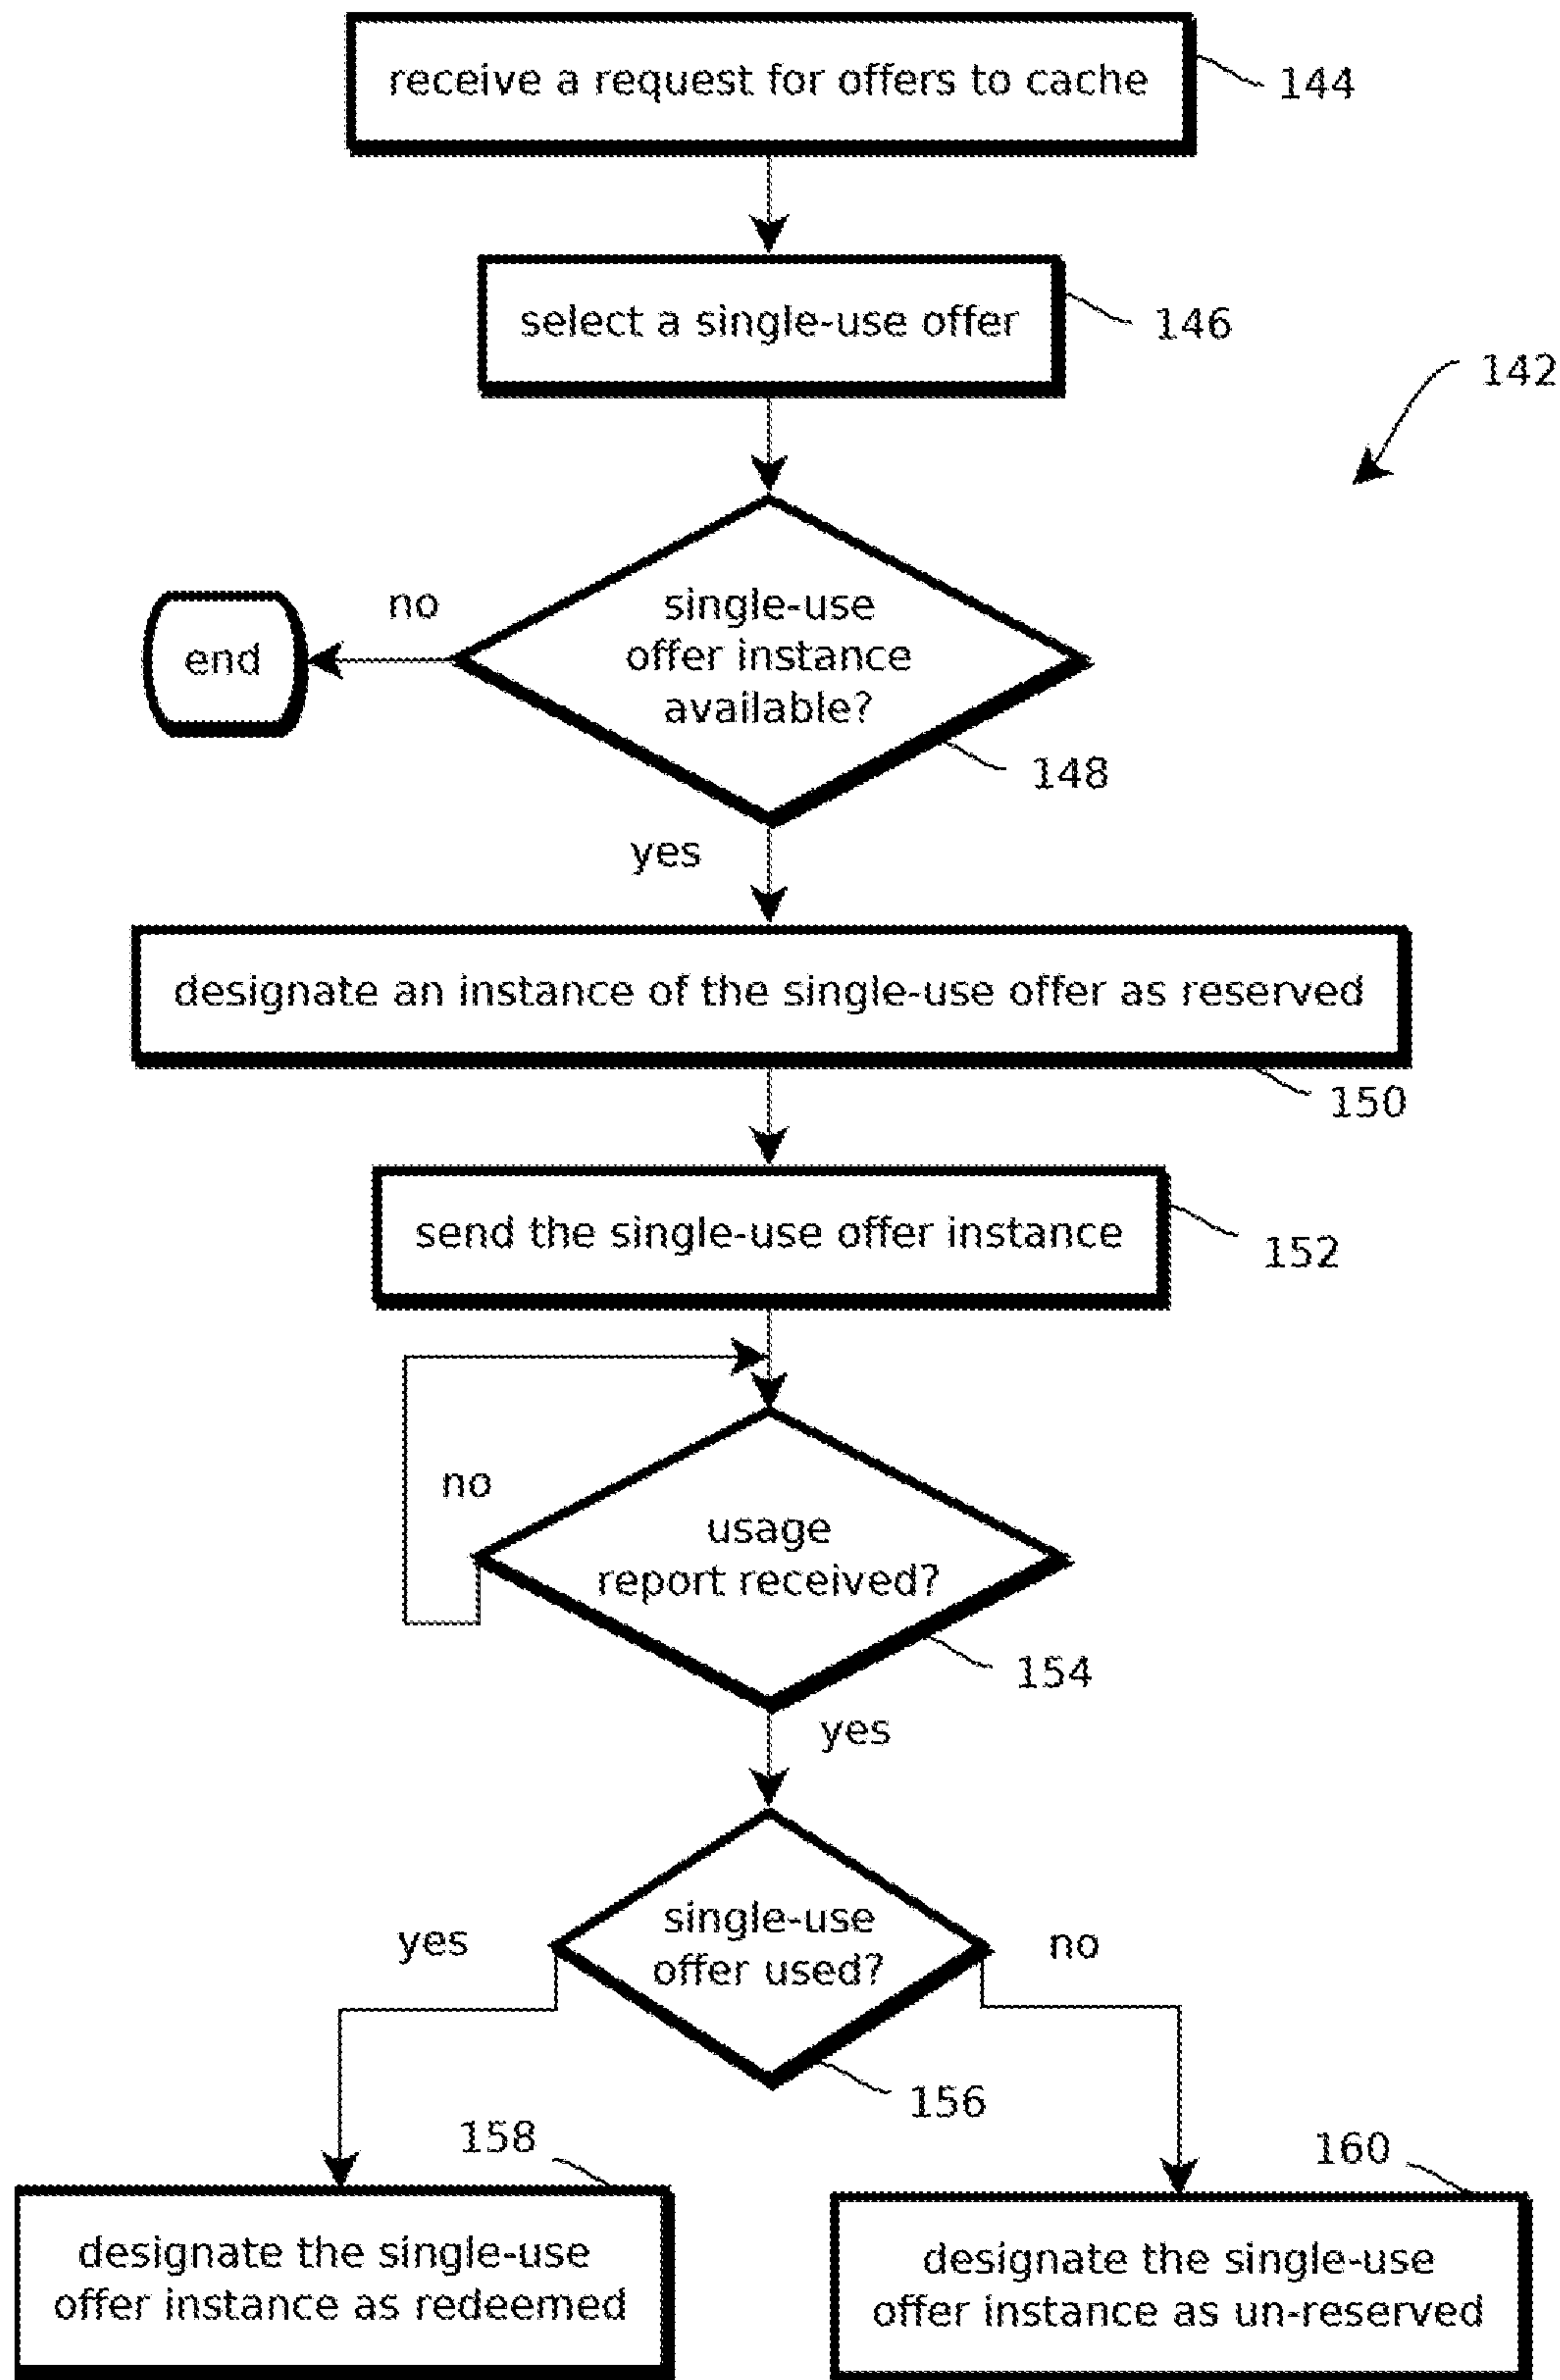 receive a request for offers to cache
144
select a single-use offer
146
142
single-use
offer instance
available?
no
end
148
yes
designate an instance of the single-use offer as reserved
150
send the single-use offer instance
152
no
usage
report received?
154
yes
single-use
offer used?
yes
no
156
158
160
designate the single-use
offer instance as redeemed
designate the single-use
offer instance as un-reserved